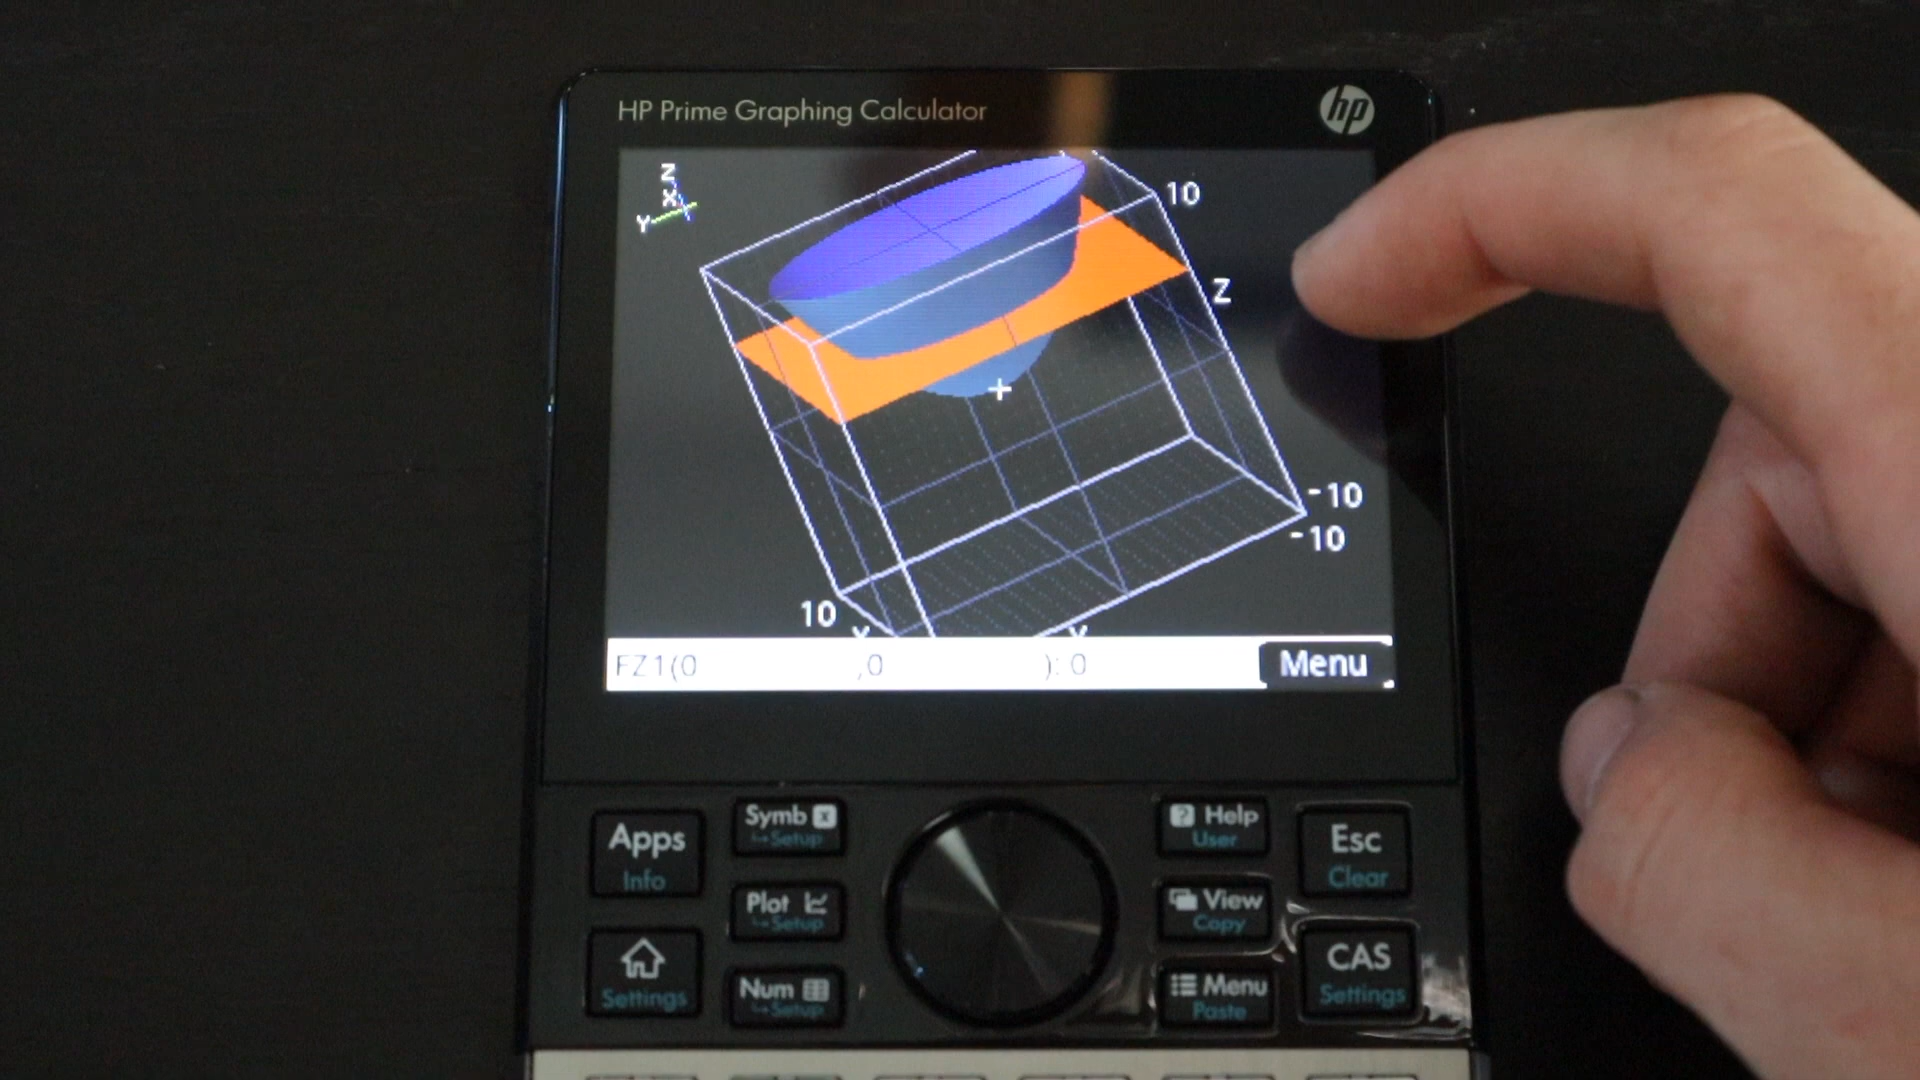 HP Prime Graphing Calculator
hp
Z
X
Y
10
Z
-10
-10
10
FZ1(0 ,0 ): 0
Menu
Apps
Info
Symb
Setup
Plot
Setup
Settings
Num
Setup
Help
User
View
Copy
Menu
Paste
Esc
Clear
CAS
Settings